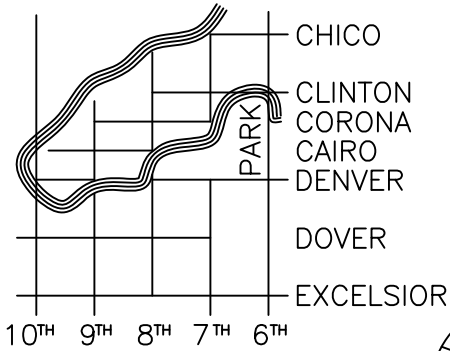 CHICO
CLINTON
CORONA
PARK
CAIRO
DENVER
DOVER
EXCELSIOR
10TH 9TH 8TH 7TH 6TH